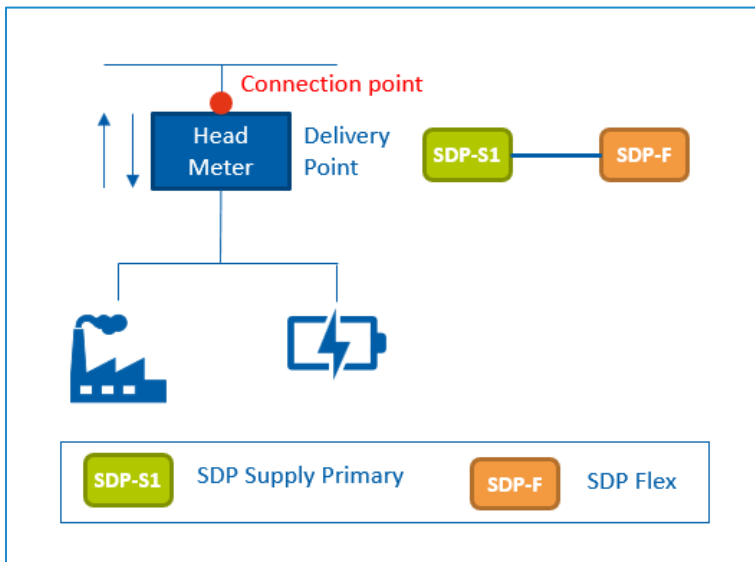 Connection point
Head
Meter
Delivery
Point
SDP-S1
SDP-F
SDP-S1
SDP Supply Primary
SDP-F
SDP Flex